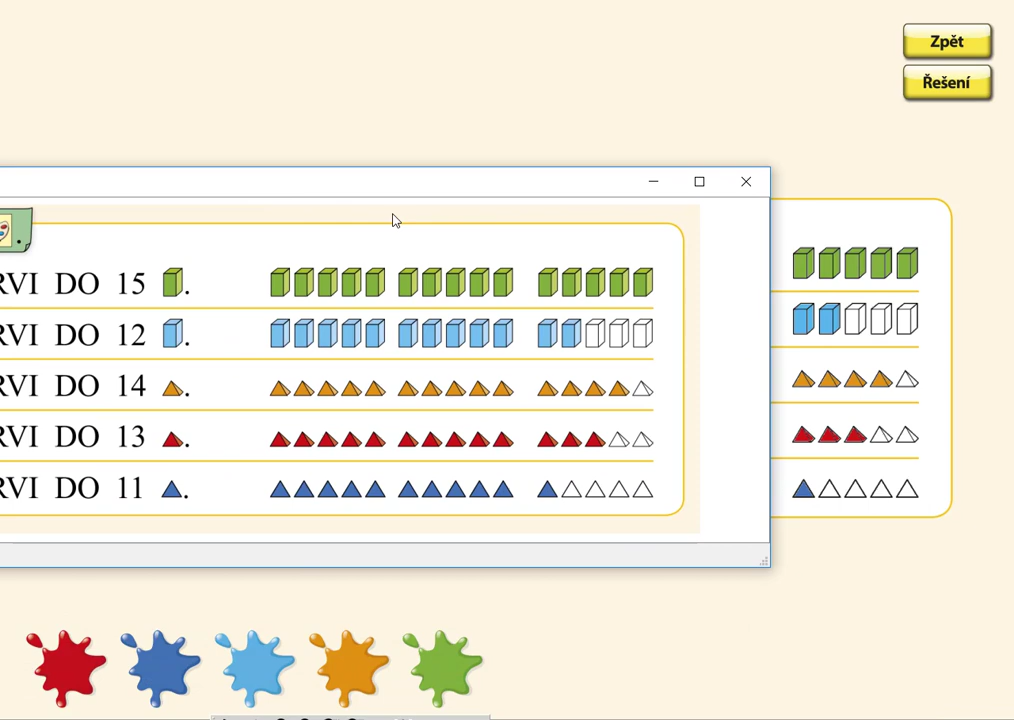 Zpět
Řešení
RVI DO 15 .
RVI DO 12 .
RVI DO 14 .
RVI DO 13 .
RVI DO 11 .